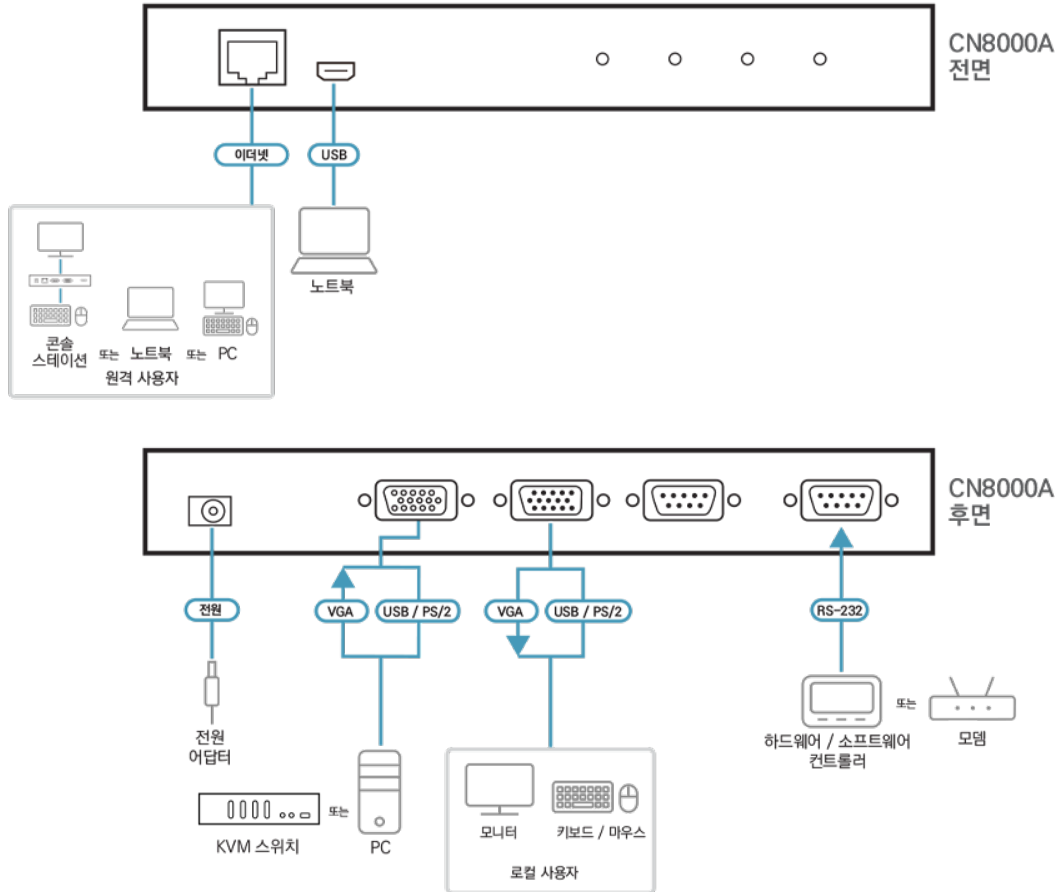 CN8000A
전면
이더넷
USB
노트북
콘솔
스테이션
또는
노트북
또는
PC
원격 사용자
CN8000A
후면
전원
VGA
USB / PS/2
VGA
USB / PS/2
RS-232
전원
어답터
KVM 스위치
또는
PC
모니터
키보드 / 마우스
로컬 사용자
하드웨어 / 소프트웨어
컨트롤러
또는
모뎀